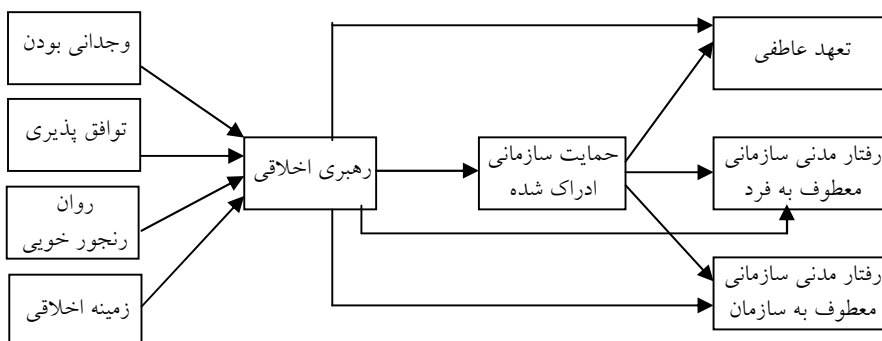 وجدانی بودن
توافق پذیری
روان
رنجور خویی
زمینه اخلاقی
رهبری اخلاقی
حمایت سازمانی
ادراک شده
تعهد عاطفی
رفتار مدنی سازمانی
معطوف به فرد
رفتار مدنی سازمانی
معطوف به سازمان